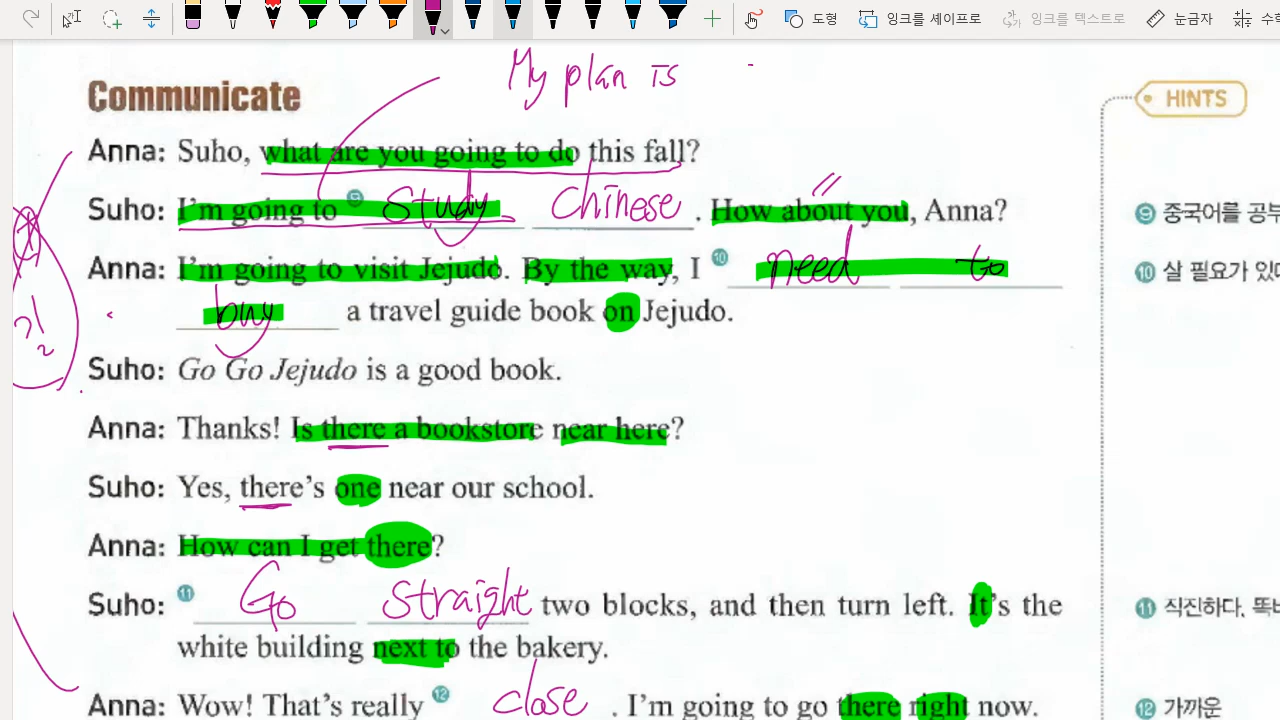 도형 잉크를 셰이프로 잉크를 텍스트로 눈금자
My plan is
Communicate
HINTS
Anna: Suho, what are you going to do this fall?
Suho: I'm going to ⑨ study Chinese. How about you, Anna?
⑨ 중국어를 공부
Anna: I'm going to visit Jejudo. By the way, I ⑩ need to
⑩ 살 필요가 있다
buy a travel guide book on Jejudo.
Suho: Go Go Jejudo is a good book.
Anna: Thanks! Is there a bookstore near here?
Suho: Yes, there's one near our school.
Anna: How can I get there?
Suho: ⑪ Go straight two blocks, and then turn left. It's the
⑪ 직진하다, 똑바
white building next to the bakery.
Anna: Wow! That's really ⑫ close. I'm going to go there right now.
⑫ 가까운